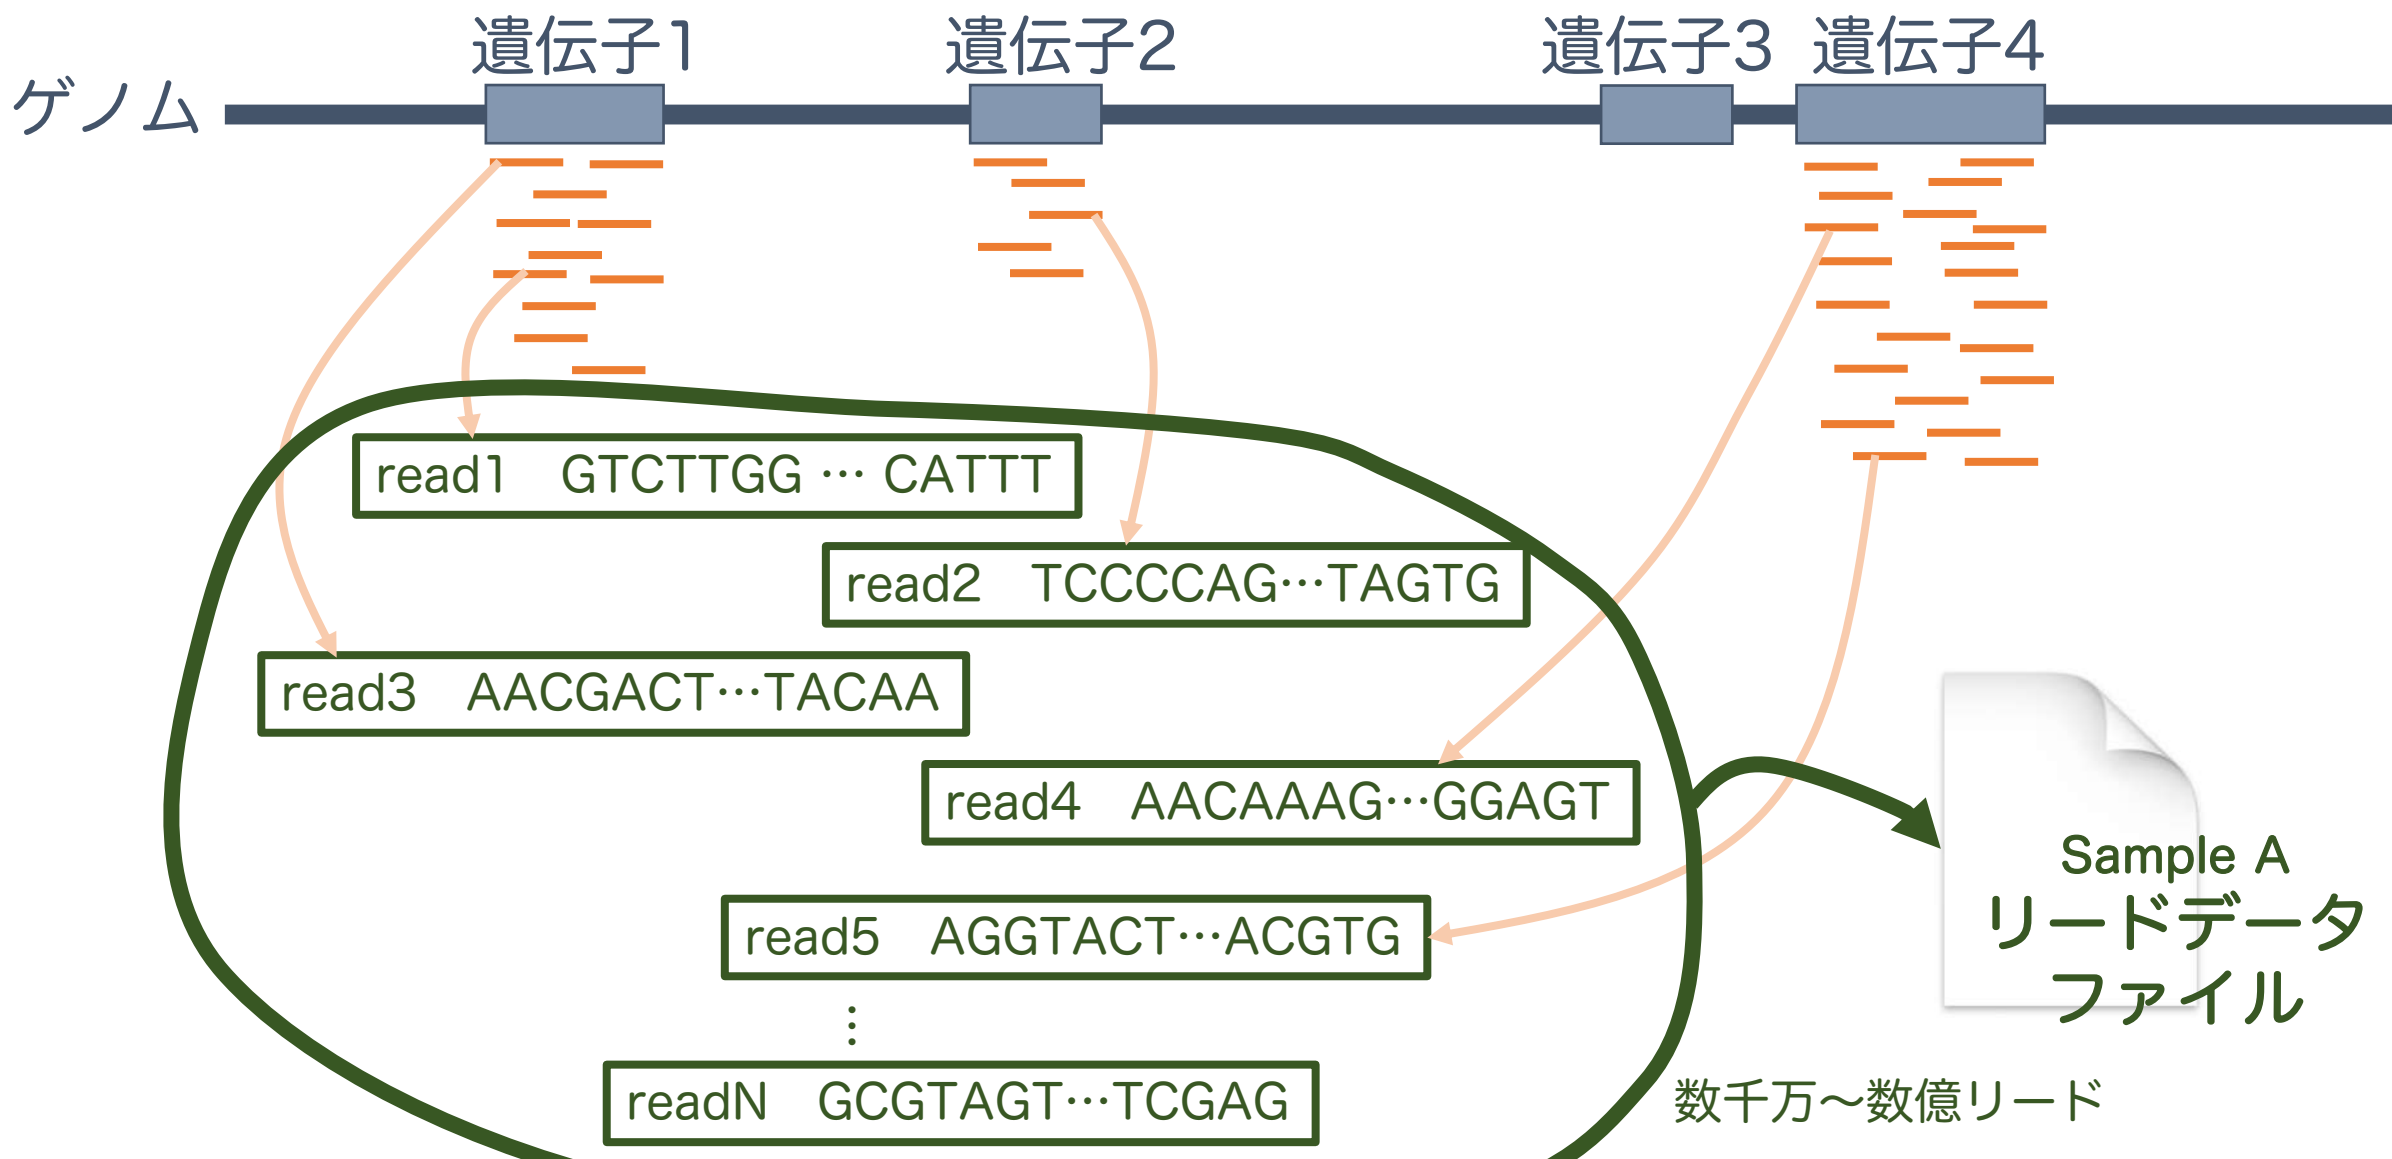 遺伝子1 遺伝子2 遺伝子3 遺伝子4
ゲノム
read1 GTCTTGG … CATTT
read2 TCCCCAG…TAGTG
read3 AACGACT…TACAA
read4 AACAAAG…GGAGT
Sample A
リードデータ
ファイル
read5 AGGTACT…ACGTG
⋮
readN GCGTAGT…TCGAG
数千万〜数億リード